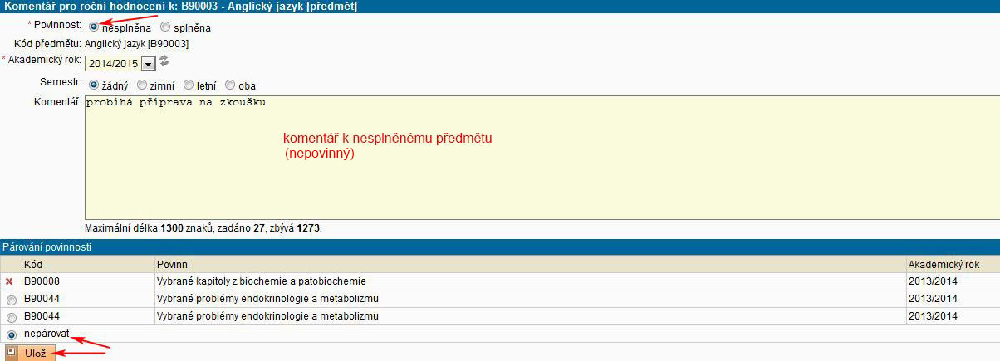 Komentář pro roční hodnocení k: B90003 - Anglický jazyk [předmět]
* Povinnost: nesplněna splněna
Kód předmětu: Anglický jazyk [B90003]
* Akademický rok: 2014/2015
Semestr: žádný zimní letní oba
Komentář: probíhá příprava na zkoušku
komentář k nesplněnému předmětu
(nepovinný)
Maximální délka 1300 znaků, zadáno 27, zbývá 1273.
Párování povinnosti
Kód Povinn Akademický rok
B90008 Vybrané kapitoly z biochemie a patobiochemie 2013/2014
B90044 Vybrané problémy endokrinologie a metabolizmu 2013/2014
B90044 Vybrané problémy endokrinologie a metabolizmu 2013/2014
nepárovat
Ulož